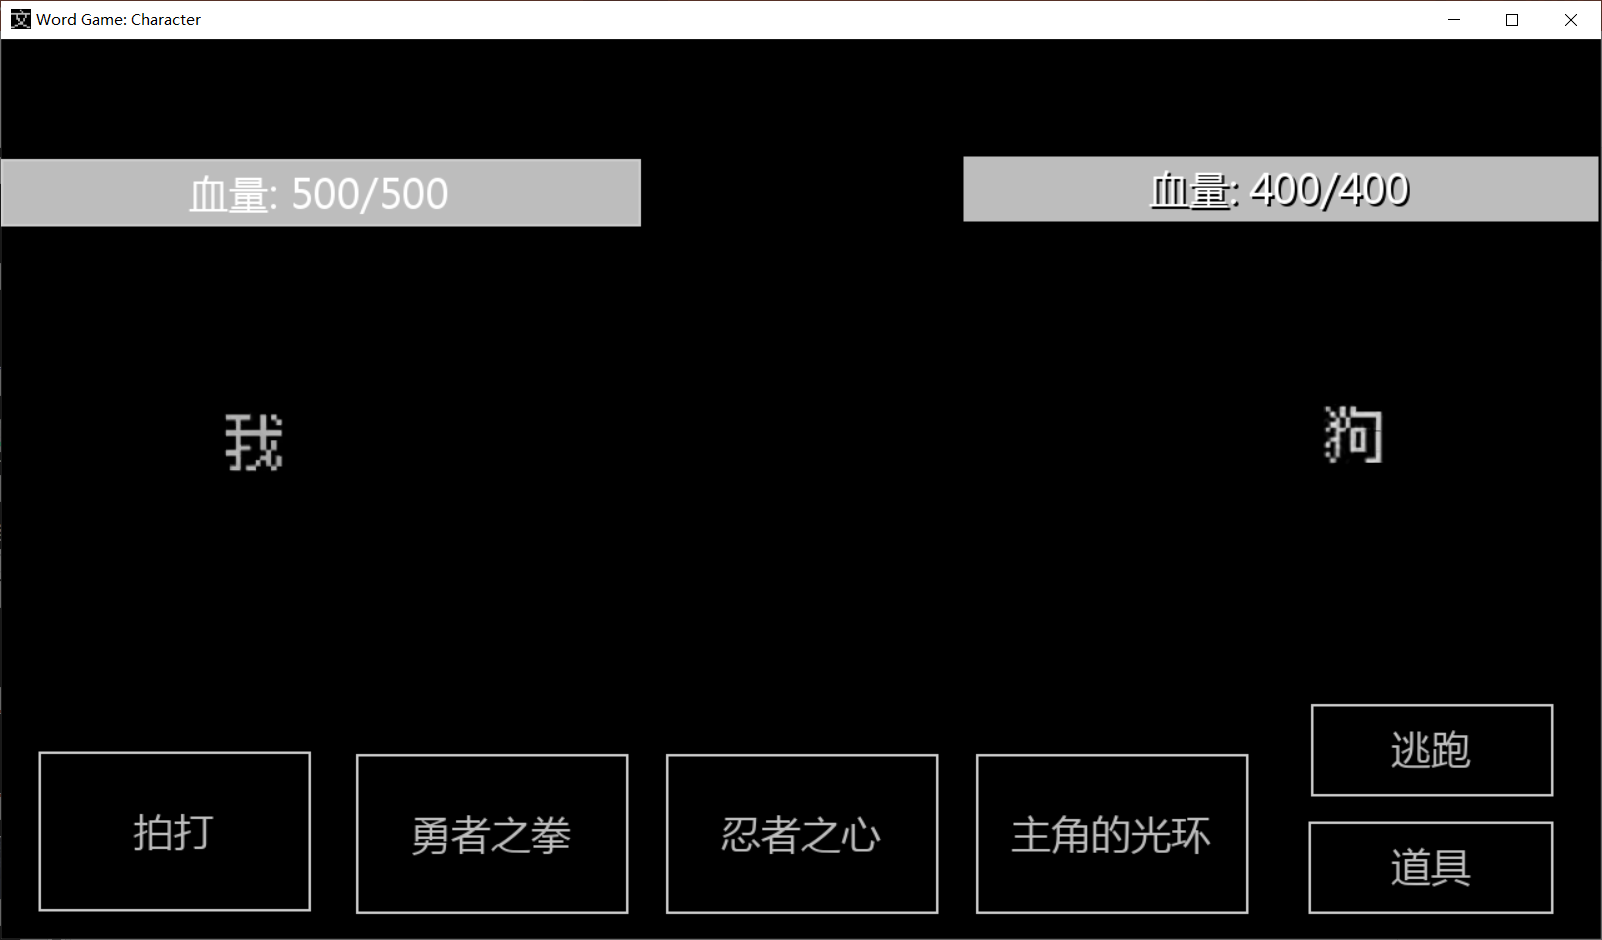 文 Word Game: Character
血量: 500/500
血量: 400/400
我
狗
逃跑
拍打
勇者之拳
忍者之心
主角的光环
道具